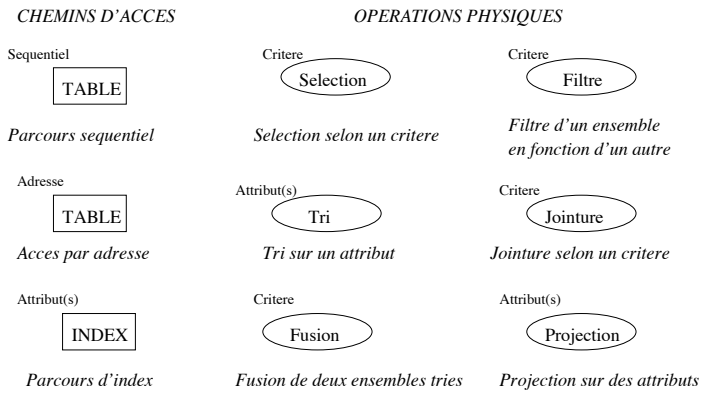 CHEMINS D'ACCES
OPERATIONS PHYSIQUES
Sequentiel
Critere
Critere
TABLE
Selection
Filtre
Parcours sequentiel
Selection selon un critere
Filtre d'un ensemble
en fonction d'un autre
Adresse
Attribut(s)
Critere
TABLE
Tri
Jointure
Acces par adresse
Tri sur un attribut
Jointure selon un critere
Attribut(s)
Critere
Attribut(s)
INDEX
Fusion
Projection
Parcours d'index
Fusion de deux ensembles tries
Projection sur des attributs